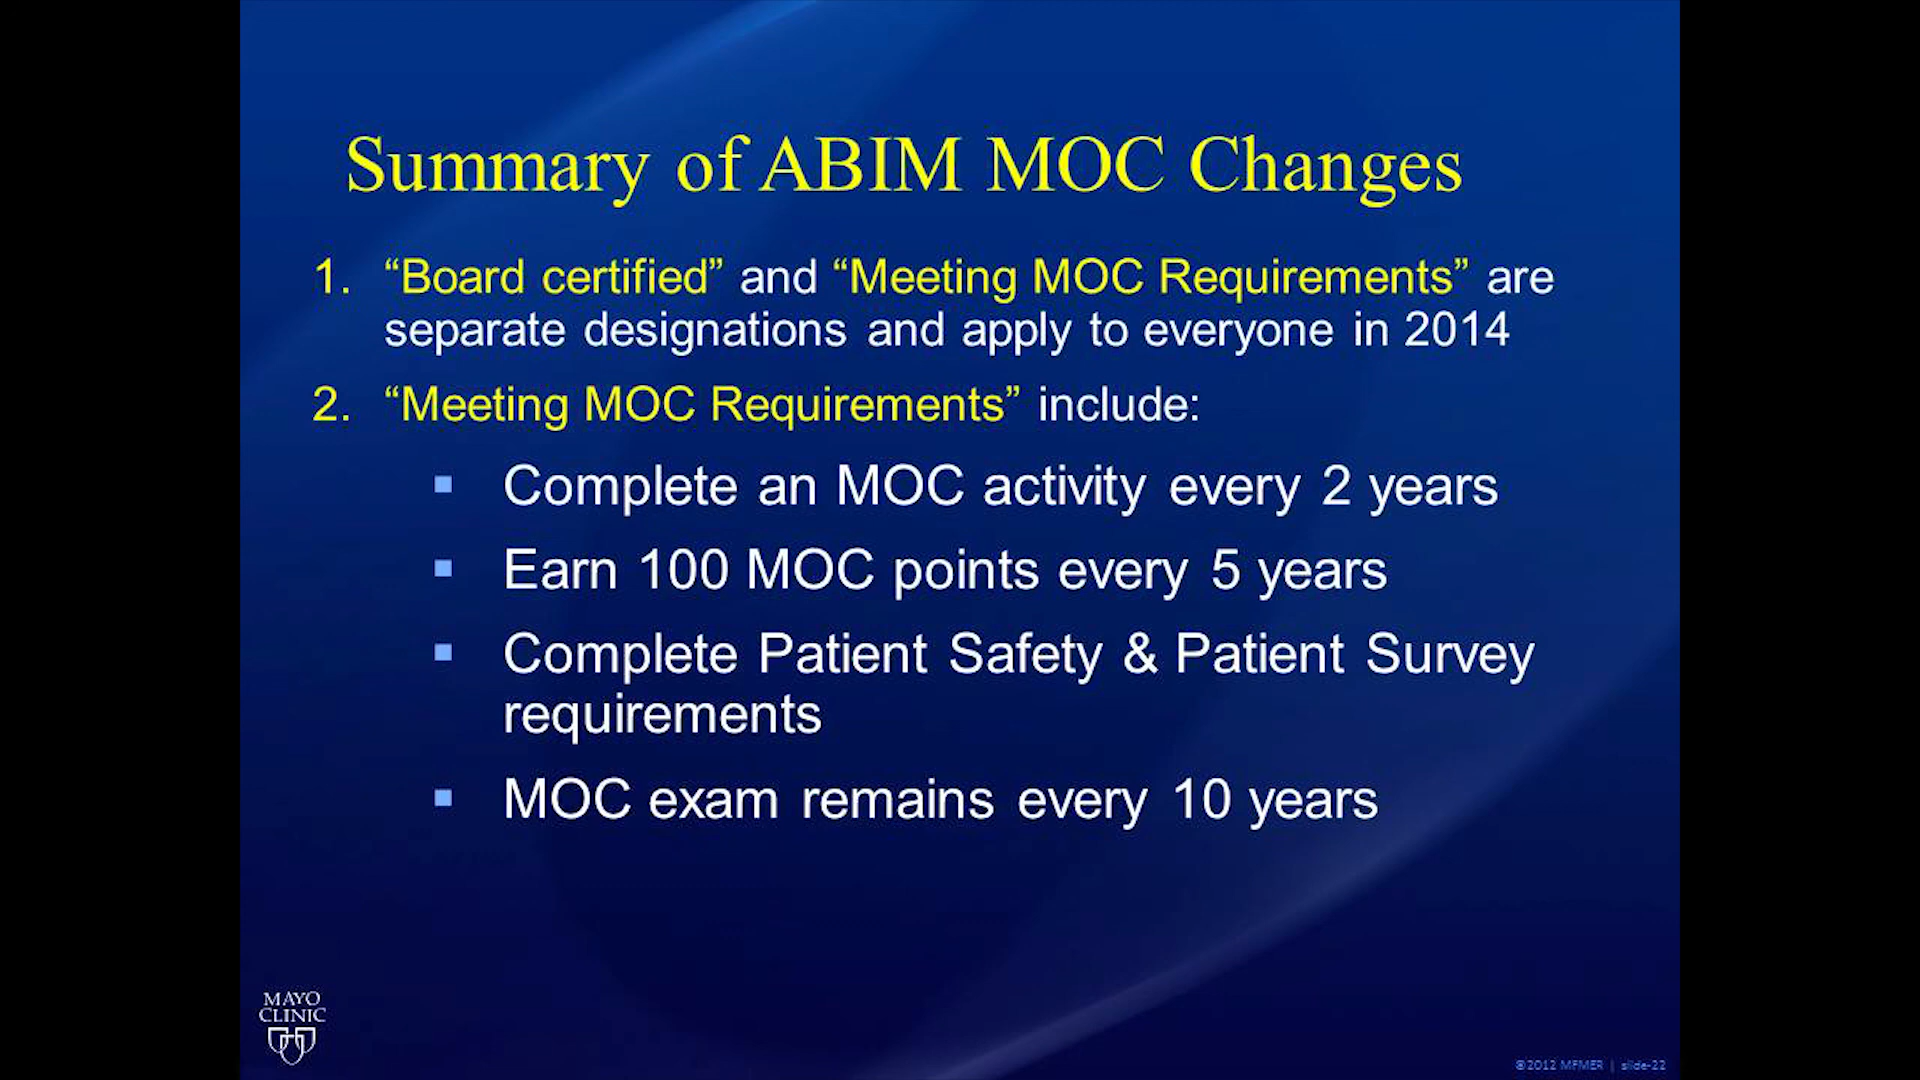 Summary of ABIM MOC Changes
1. “Board certified” and “Meeting MOC Requirements” are
separate designations and apply to everyone in 2014
2. “Meeting MOC Requirements” include:
▪ Complete an MOC activity every 2 years
▪ Earn 100 MOC points every 5 years
▪ Complete Patient Safety & Patient Survey
requirements
▪ MOC exam remains every 10 years
MAYO
CLINIC
©2012 MFMER | slide-22